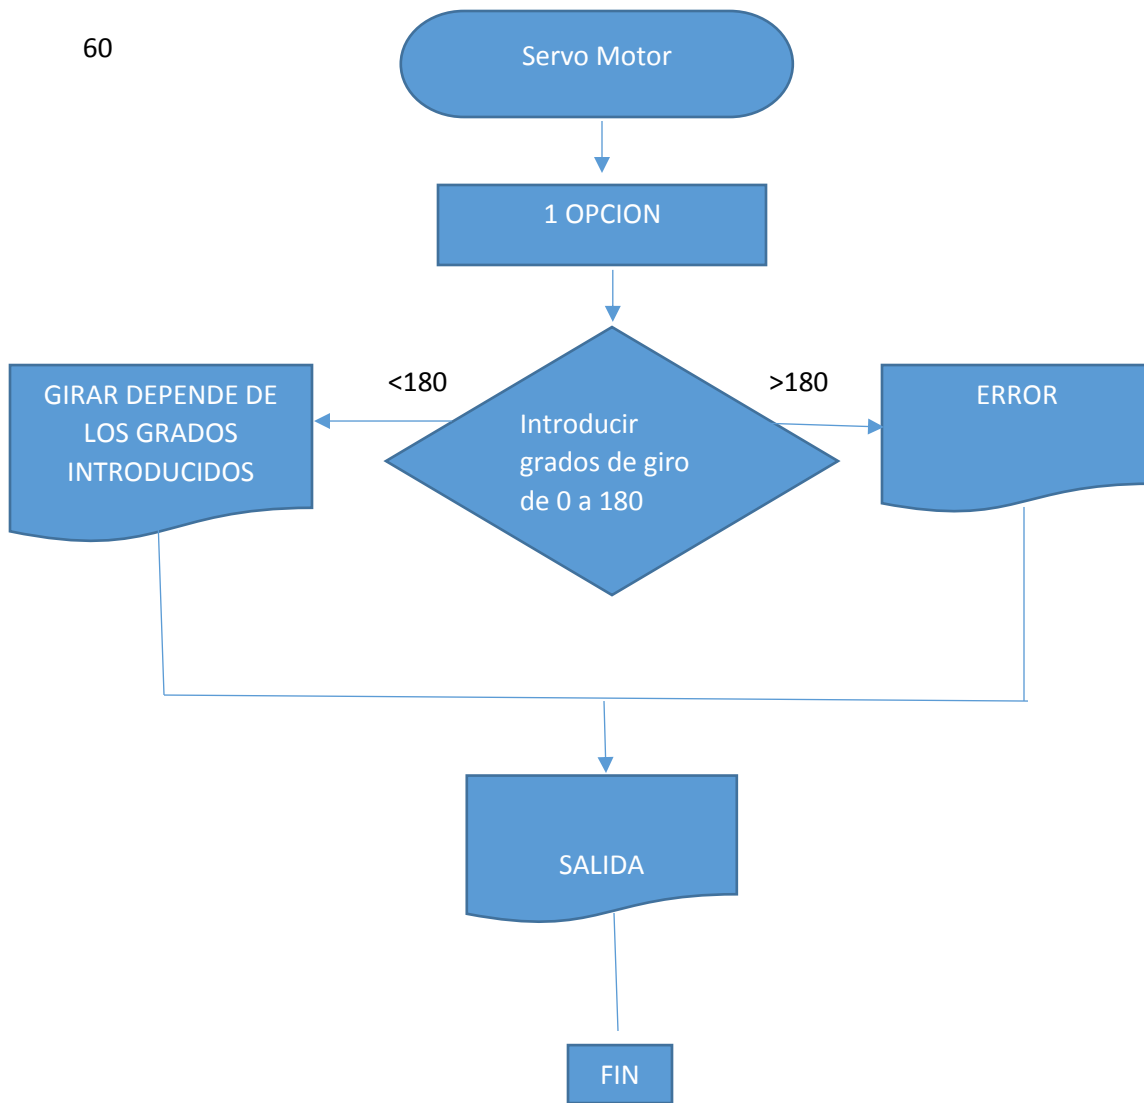 60
Servo Motor
1 OPCION
<180
>180
GIRAR DEPENDE DE
LOS GRADOS
INTRODUCIDOS
Introducir
grados de giro
de 0 a 180
ERROR
SALIDA
FIN